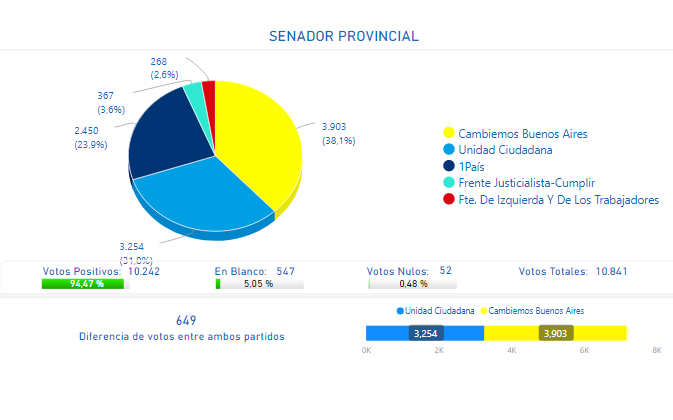 SENADOR PROVINCIAL
268
(2,6%)
367
(3,6%)
2.450
(23,9%)
3.903
(38,1%)
3.254
(31,8%)
Cambiemos Buenos Aires
Unidad Ciudadana
1País
Frente Justicialista-Cumplir
Fte. De Izquierda Y De Los Trabajadores
Votos Positivos: 10.242
94,47 %
En Blanco: 547
5,05 %
Votos Nulos: 52
0,48 %
Votos Totales: 10.841
649
Diferencia de votos entre ambos partidos
Unidad Ciudadana Cambiemos Buenos Aires
3,254 3,903
0K 2K 4K 6K 8K